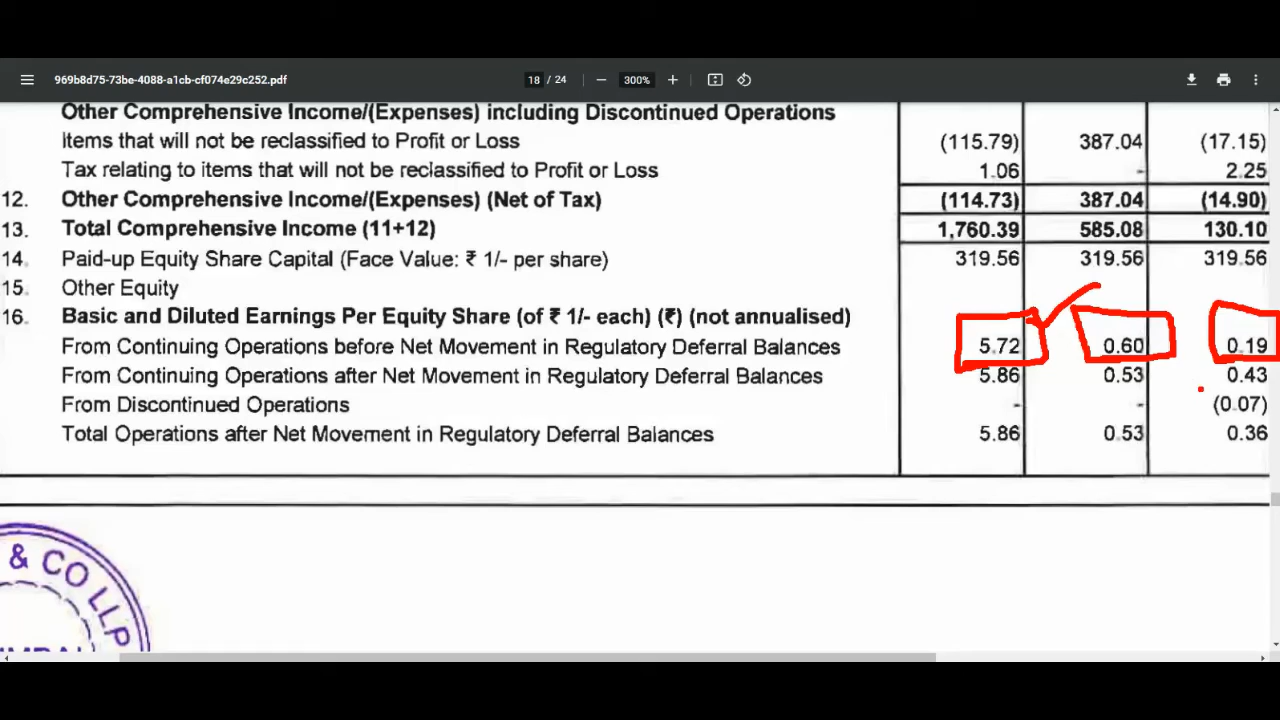 969b8d75-73be-4088-a1cb-cf074e29c252.pdf 18 / 24 300%
Other Comprehensive Income/(Expenses) including Discontinued Operations
Items that will not be reclassified to Profit or Loss (115.79) 387.04 (17.15)
Tax relating to items that will not be reclassified to Profit or Loss 1.06 - 2.25
12. Other Comprehensive Income/(Expenses) (Net of Tax) (114.73) 387.04 (14.90)
13. Total Comprehensive Income (11+12) 1,760.39 585.08 130.10
14. Paid-up Equity Share Capital (Face Value: ₹ 1/- per share) 319.56 319.56 319.56
15. Other Equity
16. Basic and Diluted Earnings Per Equity Share (of ₹ 1/- each) (₹) (not annualised)
From Continuing Operations before Net Movement in Regulatory Deferral Balances 5.72 0.60 0.19
From Continuing Operations after Net Movement in Regulatory Deferral Balances 5.86 0.53 0.43
From Discontinued Operations - - (0.07)
Total Operations after Net Movement in Regulatory Deferral Balances 5.86 0.53 0.36
& CO LLP